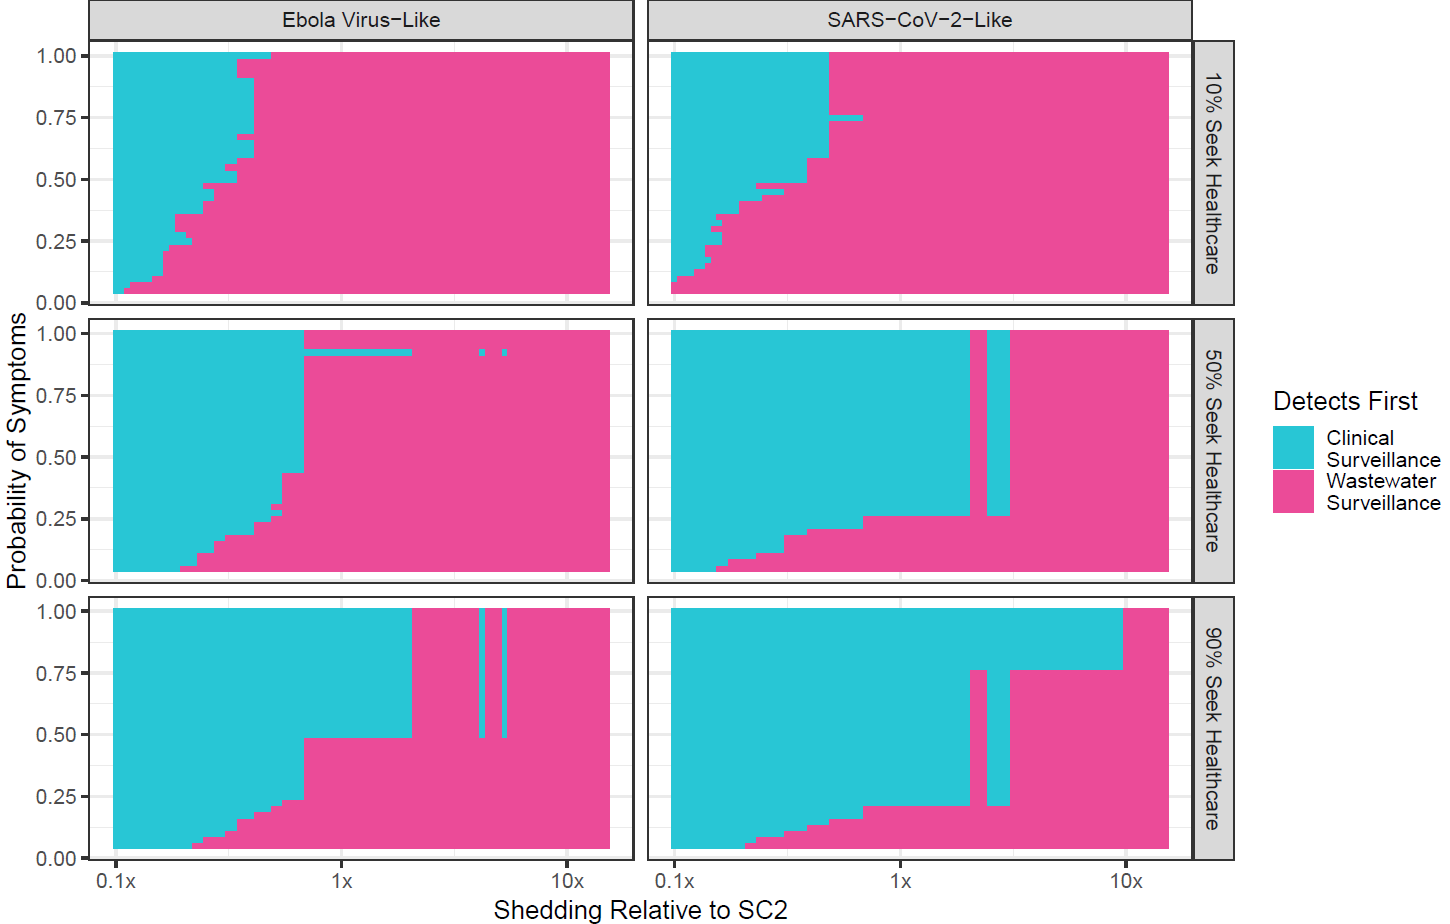 Ebola Virus−Like
SARS−CoV−2−Like
1.00
0.75
0.50
0.25
0.00
10% Seek Healthcare
1.00
0.75
0.50
0.25
0.00
50% Seek Healthcare
1.00
0.75
0.50
0.25
0.00
90% Seek Healthcare
Probability of Symptoms
0.1x
1x
10x
0.1x
1x
10x
Shedding Relative to SC2
Detects First
Clinical
Surveillance
Wastewater
Surveillance